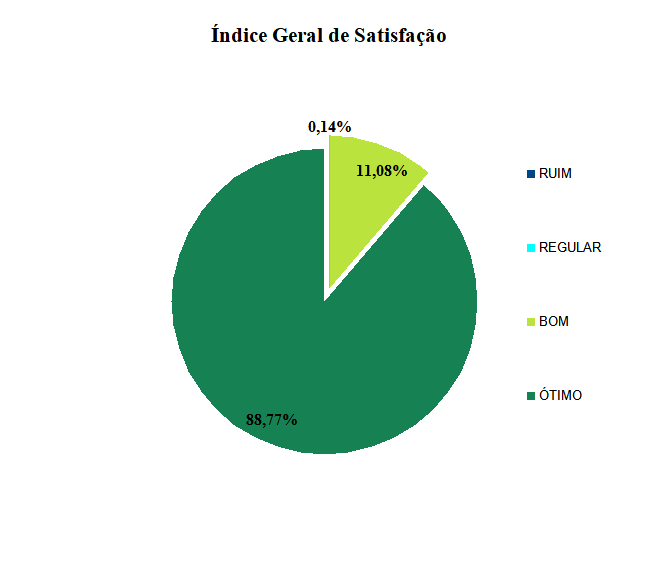 Índice Geral de Satisfação
0,14%
11,08%
RUIM
REGULAR
BOM
ÓTIMO
88,77%